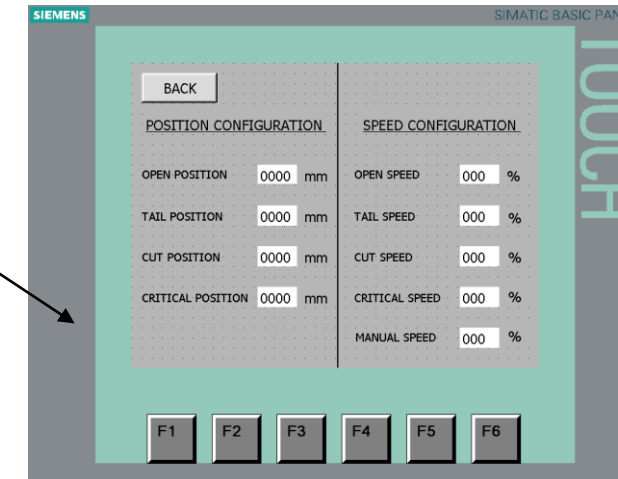 SIEMENS
SIMATIC BASIC PAN
TOUCH
BACK
POSITION CONFIGURATION
OPEN POSITION 0000 mm
TAIL POSITION 0000 mm
CUT POSITION 0000 mm
CRITICAL POSITION 0000 mm
SPEED CONFIGURATION
OPEN SPEED 000 %
TAIL SPEED 000 %
CUT SPEED 000 %
CRITICAL SPEED 000 %
MANUAL SPEED 000 %
F1 F2 F3 F4 F5 F6